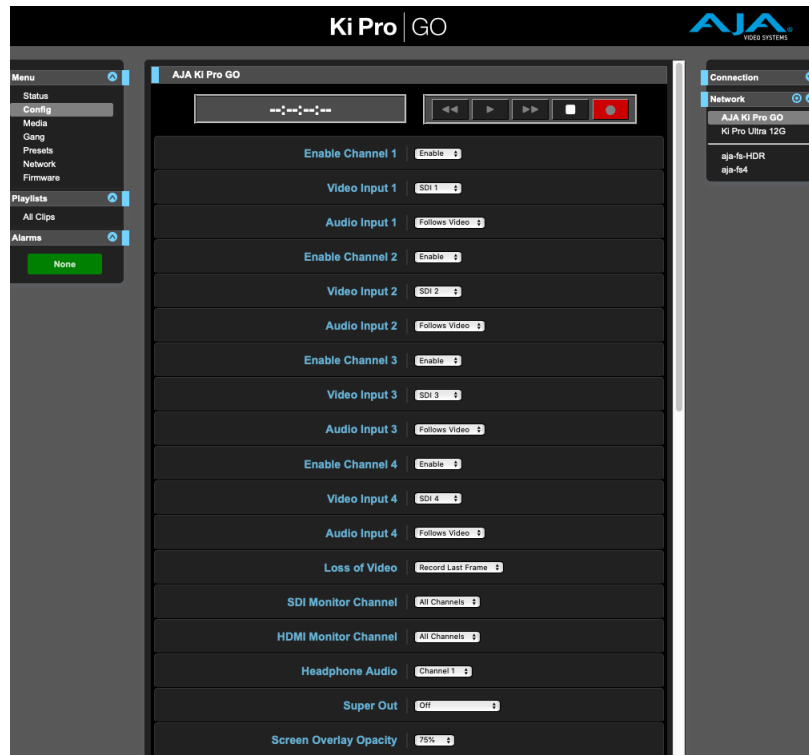 Ki Pro GO
AJA
VIDEO SYSTEMS
Menu
Status
Config
Media
Gang
Presets
Network
Firmware
Playlists
All Clips
Alarms
None
AJA Ki Pro GO
--:--:--:--
Enable Channel 1 Enable
Video Input 1 SDI 1
Audio Input 1 Follows Video
Enable Channel 2 Enable
Video Input 2 SDI 2
Audio Input 2 Follows Video
Enable Channel 3 Enable
Video Input 3 SDI 3
Audio Input 3 Follows Video
Enable Channel 4 Enable
Video Input 4 SDI 4
Audio Input 4 Follows Video
Loss of Video Record Last Frame
SDI Monitor Channel All Channels
HDMI Monitor Channel All Channels
Headphone Audio Channel 1
Super Out Off
Screen Overlay Opacity 75%
Connection
Network
AJA Ki Pro GO
Ki Pro Ultra 12G
aja-fs-HDR
aja-fs4